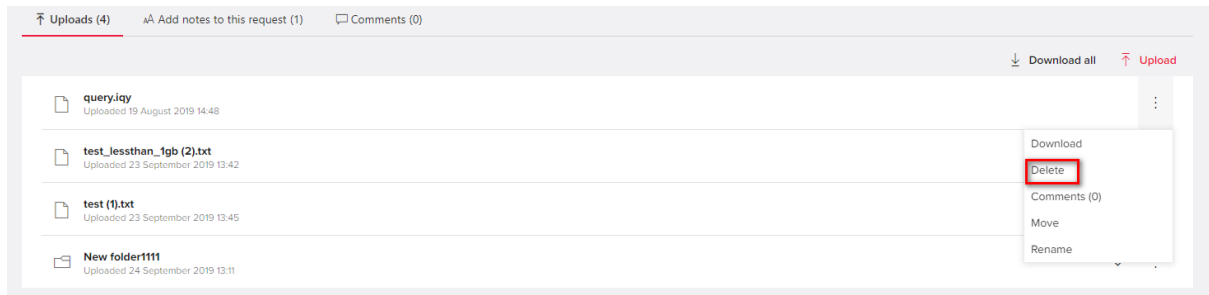 Uploads (4) Add notes to this request (1) Comments (0)
Download all Upload
query.iqy
Uploaded 19 August 2019 14:48
test_lessthan_1gb (2).txt
Uploaded 23 September 2019 13:42
test (1).txt
Uploaded 23 September 2019 13:45
New folder1111
Uploaded 24 September 2019 13:11
Download
Delete
Comments (0)
Move
Rename